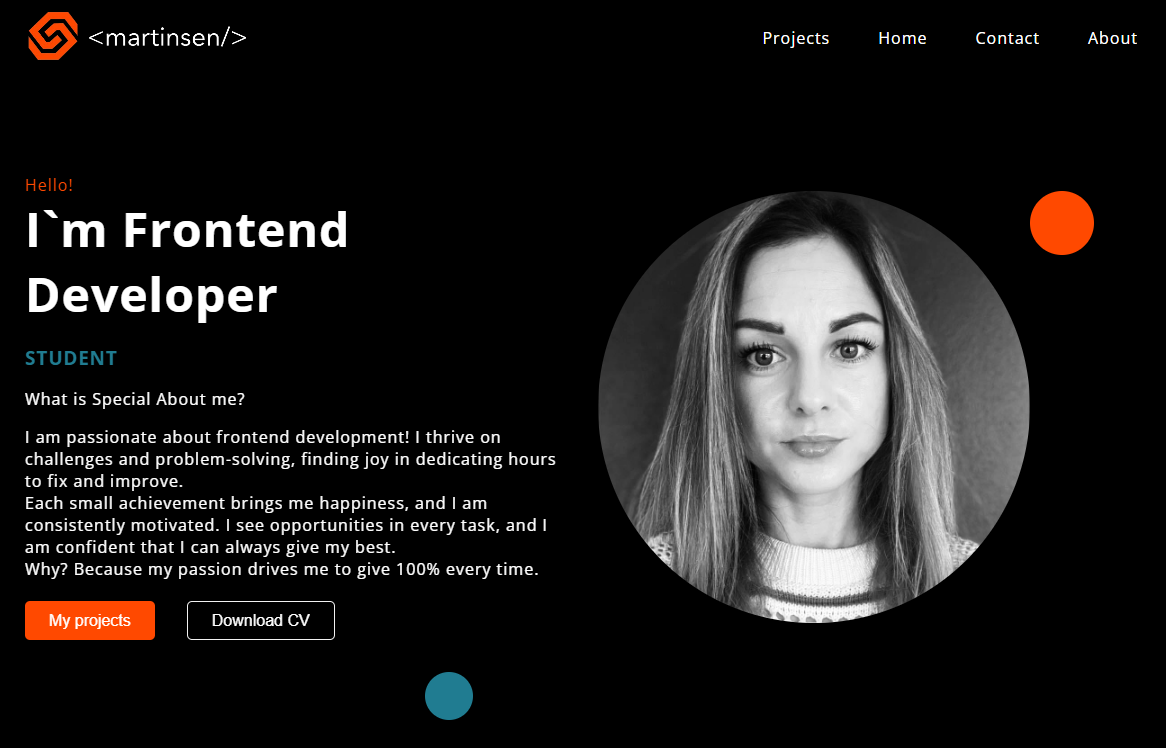 <martinsen/>
Projects Home Contact About
Hello!
I`m Frontend
Developer
STUDENT
What is Special About me?
I am passionate about frontend development! I thrive on
challenges and problem-solving, finding joy in dedicating hours
to fix and improve.
Each small achievement brings me happiness, and I am
consistently motivated. I see opportunities in every task, and I
am confident that I can always give my best.
Why? Because my passion drives me to give 100% every time.
My projects Download CV